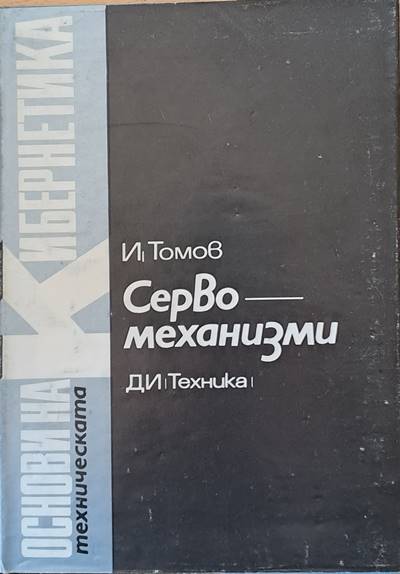 ОСНОВИ НА
техническата
КИБЕРНЕТИКА
И. Томов
Серво—
механизми
ДИ |Техника|